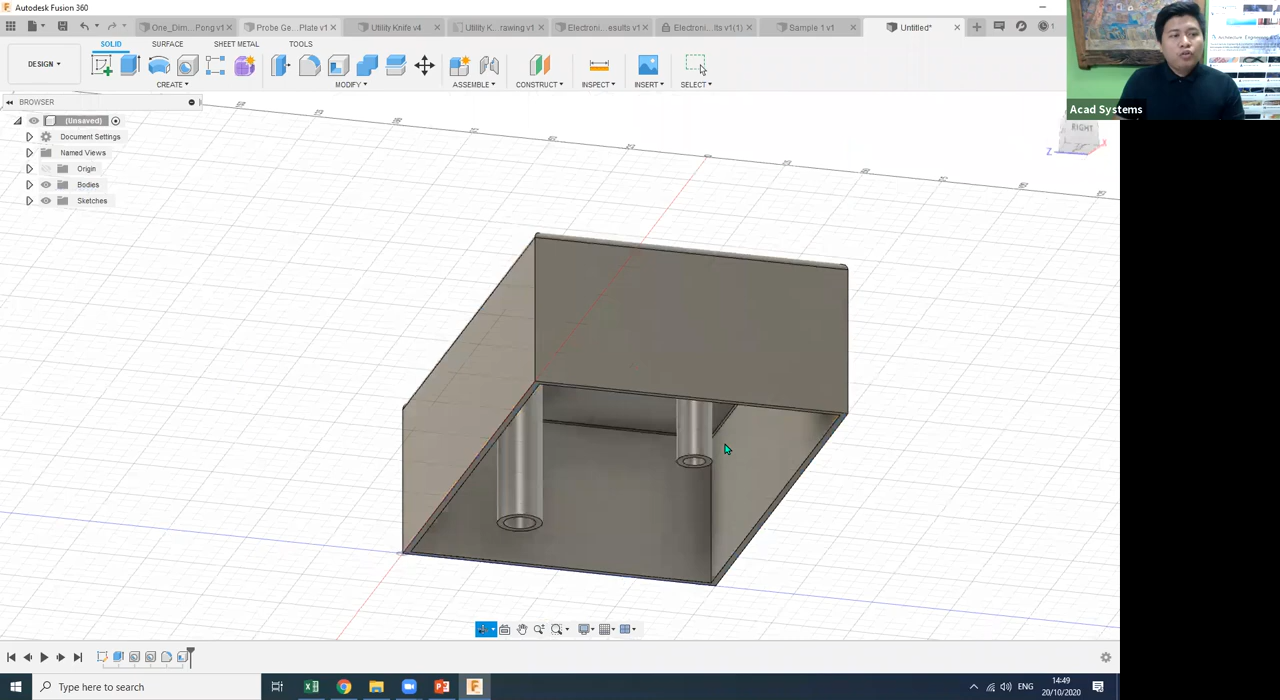 Autodesk Fusion 360
One_Dim... Pong v1
Probe Ge...Plate v1
Utility Knife v4
Utility K...rawing v1
Electroni...esults v1
Electroni...lts v1(1)
Sample 1 v1
Untitled*
1
SOLID
SURFACE
SHEET METAL
TOOLS
DESIGN
CREATE
MODIFY
ASSEMBLE
CONSTRUCT
INSPECT
INSERT
SELECT
BROWSER
(Unsaved)
Document Settings
Named Views
Origin
Bodies
Sketches
Acad Systems
RIGHT
Z
X
Type here to search
ENG
14:49
20/10/2020